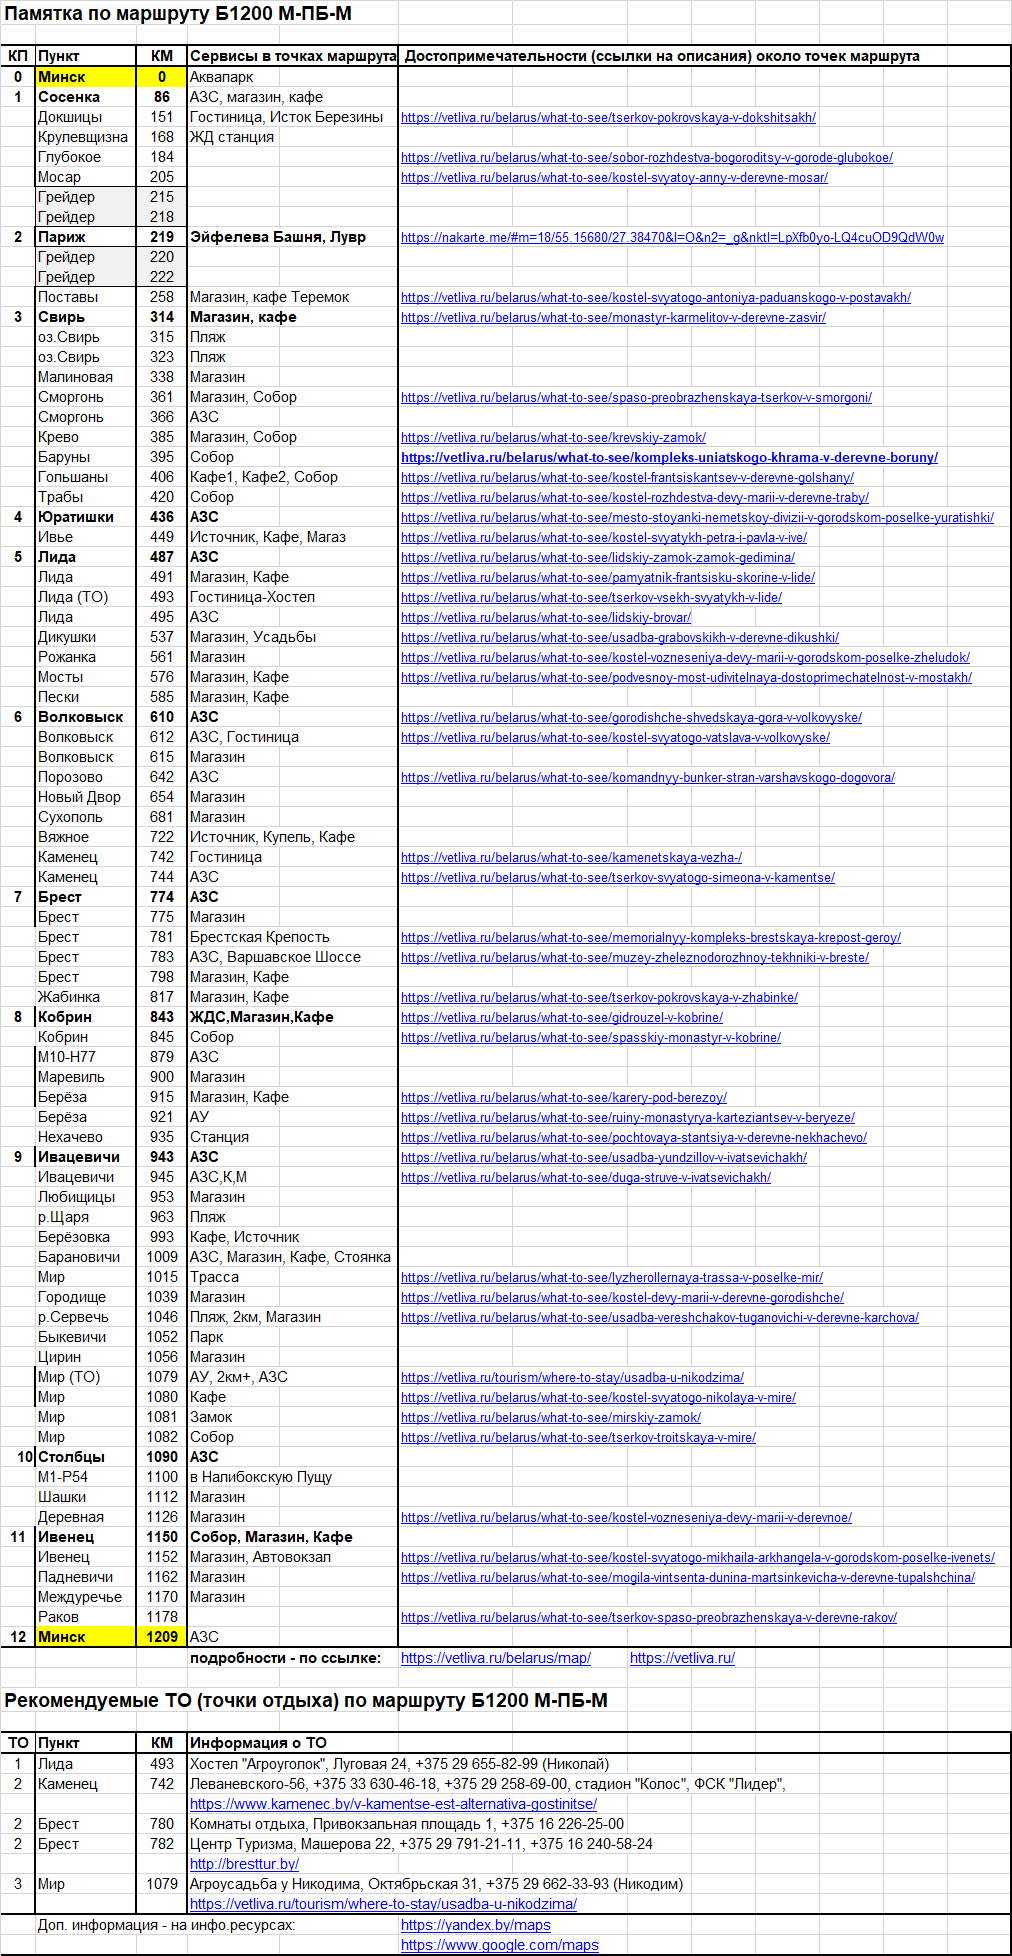 Памятка по маршруту Б1200 М-ПБ-М
КП Пункт КМ Сервисы в точках маршрута Достопримечательности (ссылки на описания) около точек маршрута
0 Минск 0 Аквапарк
1 Сосенка 86 АЗС, магазин, кафе
Докшицы 151 Гостиница, Исток Березины https://vetliva.ru/belarus/what-to-see/tserkov-pokrovskaya-v-dokshitsakh/
Крулевщизна 168 ЖД станция
Глубокое 184 https://vetliva.ru/belarus/what-to-see/sobor-rozhdestva-bogoroditsy-v-gorode-glubokoe/
Мосар 205 https://vetliva.ru/belarus/what-to-see/kostel-svyatoy-anny-v-derevne-mosar/
Грейдер 215
Грейдер 218
2 Париж 219 Эйфелева Башня, Лувр https://nakarte.me/#m=18/55.15680/27.38470&l=O&n2=_g&nktl=LpXfb0yo-LQ4cuOD9QdW0w
Грейдер 220
Грейдер 222
Поставы 258 Магазин, кафе Теремок https://vetliva.ru/belarus/what-to-see/kostel-svyatogo-antoniya-paduanskogo-v-postavakh/
3 Свирь 314 Магазин, кафе https://vetliva.ru/belarus/what-to-see/monastyr-karmelitov-v-derevne-zasvir/
оз.Свирь 315 Пляж
оз.Свирь 323 Пляж
Малиновая 338 Магазин
Сморгонь 361 Магазин, Собор https://vetliva.ru/belarus/what-to-see/spaso-preobrazhenskaya-tserkov-v-smorgoni/
Сморгонь 366 АЗС
Крево 385 Магазин, Собор https://vetliva.ru/belarus/what-to-see/krevskiy-zamok/
Баруны 395 Собор https://vetliva.ru/belarus/what-to-see/kompleks-uniatskogo-khrama-v-derevne-boruny/
Гольшаны 406 Кафе1, Кафе2, Собор https://vetliva.ru/belarus/what-to-see/kostel-frantsiskantsev-v-derevne-golshany/
Трабы 420 Собор https://vetliva.ru/belarus/what-to-see/kostel-rozhdestva-devy-marii-v-derevne-traby/
4 Юратишки 436 АЗС https://vetliva.ru/belarus/what-to-see/mesto-stoyanki-nemetskoy-divizii-v-gorodskom-poselke-yuratishki/
Ивье 449 Источник, Кафе, Магаз https://vetliva.ru/belarus/what-to-see/kostel-svyatykh-petra-i-pavla-v-ive/
5 Лида 487 АЗС https://vetliva.ru/belarus/what-to-see/lidskiy-zamok-zamok-gedimina/
Лида 491 Магазин, Кафе https://vetliva.ru/belarus/what-to-see/pamyatnik-frantsisku-skorine-v-lide/
Лида (ТО) 493 Гостиница-Хостел https://vetliva.ru/belarus/what-to-see/tserkov-vsekh-svyatykh-v-lide/
Лида 495 АЗС https://vetliva.ru/belarus/what-to-see/lidskiy-brovar/
Дикушки 537 Магазин, Усадьбы https://vetliva.ru/belarus/what-to-see/usadba-grabovskikh-v-derevne-dikushki/
Рожанка 561 Магазин https://vetliva.ru/belarus/what-to-see/kostel-vozneseniya-devy-marii-v-gorodskom-poselke-zheludok/
Мосты 576 Магазин, Кафе https://vetliva.ru/belarus/what-to-see/podvesnoy-most-udivitelnaya-dostoprimechatelnost-v-mostakh/
Пески 585 Магазин, Кафе
6 Волковыск 610 АЗС https://vetliva.ru/belarus/what-to-see/gorodishche-shvedskaya-gora-v-volkovyske/
Волковыск 612 АЗС, Гостиница https://vetliva.ru/belarus/what-to-see/kostel-svyatogo-vatslava-v-volkovyske/
Волковыск 615 Магазин
Порозово 642 АЗС https://vetliva.ru/belarus/what-to-see/komandnyy-bunker-stran-varshavskogo-dogovora/
Новый Двор 654 Магазин
Сухополь 681 Магазин
Вяжное 722 Источник, Купель, Кафе
Каменец 742 Гостиница https://vetliva.ru/belarus/what-to-see/kamenetskaya-vezha-/
Каменец 744 АЗС https://vetliva.ru/belarus/what-to-see/tserkov-svyatogo-simeona-v-kamentse/
7 Брест 774 АЗС
Брест 775 Магазин
Брест 781 Брестская Крепость https://vetliva.ru/belarus/what-to-see/memorialnyy-kompleks-brestskaya-krepost-geroy/
Брест 783 АЗС, Варшавское Шоссе https://vetliva.ru/belarus/what-to-see/muzey-zheleznodorozhnoy-tekhniki-v-breste/
Брест 798 Магазин, Кафе
Жабинка 817 Магазин, Кафе https://vetliva.ru/belarus/what-to-see/tserkov-pokrovskaya-v-zhabinke/
8 Кобрин 843 ЖДС,Магазин,Кафе https://vetliva.ru/belarus/what-to-see/gidrouzel-v-kobrine/
Кобрин 845 Собор https://vetliva.ru/belarus/what-to-see/spasskiy-monastyr-v-kobrine/
М10-Н77 879 АЗС
Маревиль 900 Магазин
Берёза 915 Магазин, Кафе https://vetliva.ru/belarus/what-to-see/karery-pod-berezoy/
Берёза 921 АУ https://vetliva.ru/belarus/what-to-see/ruiny-monastyrya-karteziantsev-v-beryeze/
Нехачево 935 Станция https://vetliva.ru/belarus/what-to-see/pochtovaya-stantsiya-v-derevne-nekhachevo/
9 Ивацевичи 943 АЗС https://vetliva.ru/belarus/what-to-see/usadba-yundzillov-v-ivatsevichakh/
Ивацевичи 945 АЗС,К,М https://vetliva.ru/belarus/what-to-see/duga-struve-v-ivatsevichakh/
Любищицы 953 Магазин
р.Щаря 963 Пляж
Берёзовка 993 Кафе, Источник
Барановичи 1009 АЗС, Магазин, Кафе, Стоянка
Мир 1015 Трасса https://vetliva.ru/belarus/what-to-see/lyzherollernaya-trassa-v-poselke-mir/
Городище 1039 Магазин https://vetliva.ru/belarus/what-to-see/kostel-devy-marii-v-derevne-gorodishche/
р.Сервечь 1046 Пляж, 2км, Магазин https://vetliva.ru/belarus/what-to-see/usadba-vereshchakov-tuganovichi-v-derevne-karchova/
Быкевичи 1052 Парк
Цирин 1056 Магазин
Мир (ТО) 1079 АУ, 2км+, АЗС https://vetliva.ru/tourism/where-to-stay/usadba-u-nikodzima/
Мир 1080 Кафе https://vetliva.ru/belarus/what-to-see/kostel-svyatogo-nikolaya-v-mire/
Мир 1081 Замок https://vetliva.ru/belarus/what-to-see/mirskiy-zamok/
Мир 1082 Собор https://vetliva.ru/belarus/what-to-see/tserkov-troitskaya-v-mire/
10 Столбцы 1090 АЗС
М1-Р54 1100 в Налибокскую Пущу
Шашки 1112 Магазин
Деревная 1126 Магазин https://vetliva.ru/belarus/what-to-see/kostel-vozneseniya-devy-marii-v-derevnoe/
11 Ивенец 1150 Собор, Магазин, Кафе
Ивенец 1152 Магазин, Автовокзал https://vetliva.ru/belarus/what-to-see/kostel-svyatogo-mikhaila-arkhangela-v-gorodskom-poselke-ivenets/
Падневичи 1162 Магазин https://vetliva.ru/belarus/what-to-see/mogila-vintsenta-dunina-martsinkevicha-v-derevne-tupalshchina/
Междуречье 1170 Магазин
Раков 1178 https://vetliva.ru/belarus/what-to-see/tserkov-spaso-preobrazhenskaya-v-derevne-rakov/
12 Минск 1209 АЗС
подробности - по ссылке: https://vetliva.ru/belarus/map/ https://vetliva.ru/
Рекомендуемые ТО (точки отдыха) по маршруту Б1200 М-ПБ-М
ТО Пункт КМ Информация о ТО
1 Лида 493 Хостел "Агроуголок", Луговая 24, +375 29 655-82-99 (Николай)
2 Каменец 742 Леваневского-56, +375 33 630-46-18, +375 29 258-69-00, стадион "Колос", ФСК "Лидер",
https://www.kamenec.by/v-kamentse-est-alternativa-gostinitse/
2 Брест 780 Комнаты отдыха, Привокзальная площадь 1, +375 16 226-25-00
2 Брест 782 Центр Туризма, Машерова 22, +375 29 791-21-11, +375 16 240-58-24
http://bresttur.by/
3 Мир 1079 Агроусадьба у Никодима, Октябрьская 31, +375 29 662-33-93 (Никодим)
https://vetliva.ru/tourism/where-to-stay/usadba-u-nikodzima/
Доп. информация - на инфо.ресурсах: https://yandex.by/maps
https://www.google.com/maps